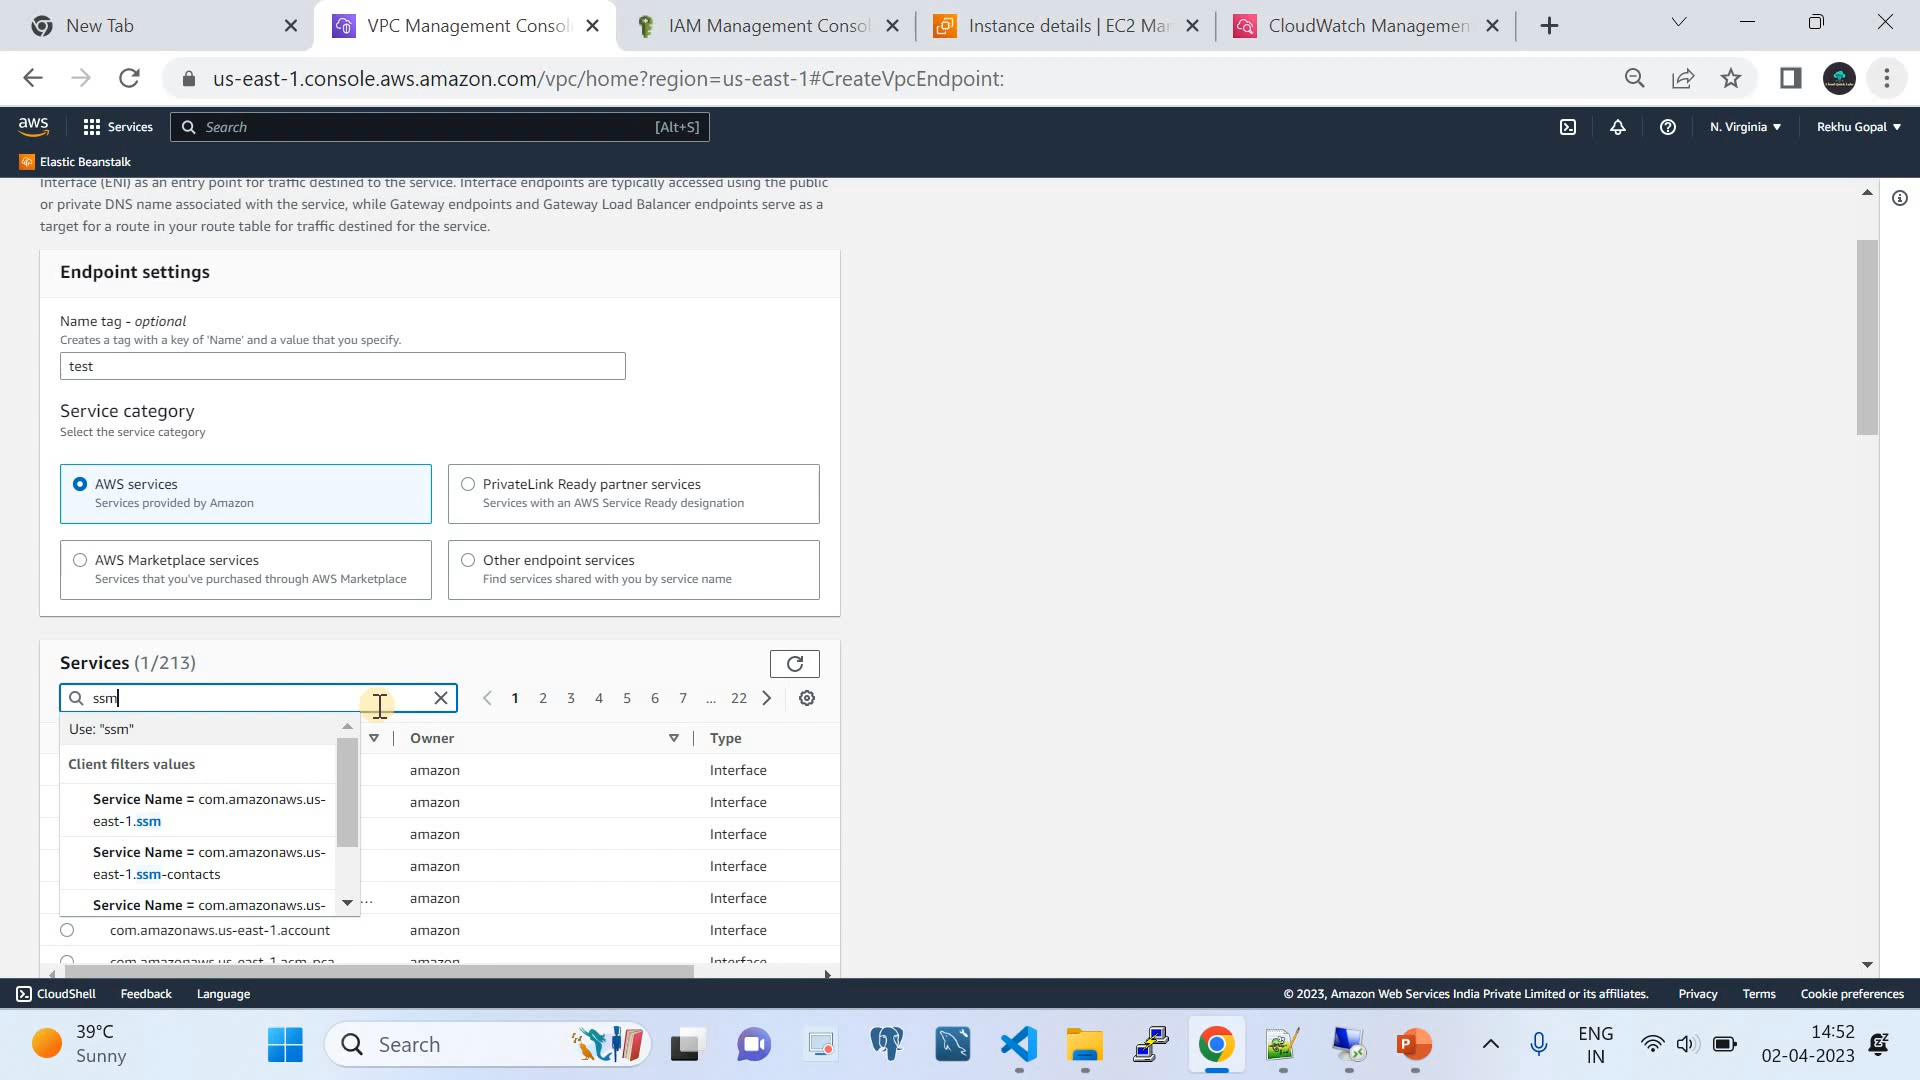 New Tab
VPC Management Consol
IAM Management Consol
Instance details | EC2 Mar
CloudWatch Managemen
us-east-1.console.aws.amazon.com/vpc/home?region=us-east-1#CreateVpcEndpoint:
aws
Services
Search
[Alt+S]
N. Virginia
Rekhu Gopal
Elastic Beanstalk
Interface (ENI) as an entry point for traffic destined to the service. Interface endpoints are typically accessed using the public
or private DNS name associated with the service, while Gateway endpoints and Gateway Load Balancer endpoints serve as a
target for a route in your route table for traffic destined for the service.
Endpoint settings
Name tag - optional
Creates a tag with a key of 'Name' and a value that you specify.
test
Service category
Select the service category
AWS services
Services provided by Amazon
PrivateLink Ready partner services
Services with an AWS Service Ready designation
AWS Marketplace services
Services that you've purchased through AWS Marketplace
Other endpoint services
Find services shared with you by service name
Services (1/213)
ssm
1 2 3 4 5 6 7 ... 22
Use: "ssm"
Client filters values
Service Name = com.amazonaws.us-
east-1.ssm
Service Name = com.amazonaws.us-
east-1.ssm-contacts
Service Name = com.amazonaws.us-
Owner
Type
amazon Interface
amazon Interface
amazon Interface
amazon Interface
... amazon Interface
com.amazonaws.us-east-1.account amazon Interface
com.amazonaws.us-east-1.acm-pca amazon Interface
CloudShell
Feedback
Language
© 2023, Amazon Web Services India Private Limited or its affiliates.
Privacy
Terms
Cookie preferences
39°C
Sunny
Search
ENG
IN
14:52
02-04-2023